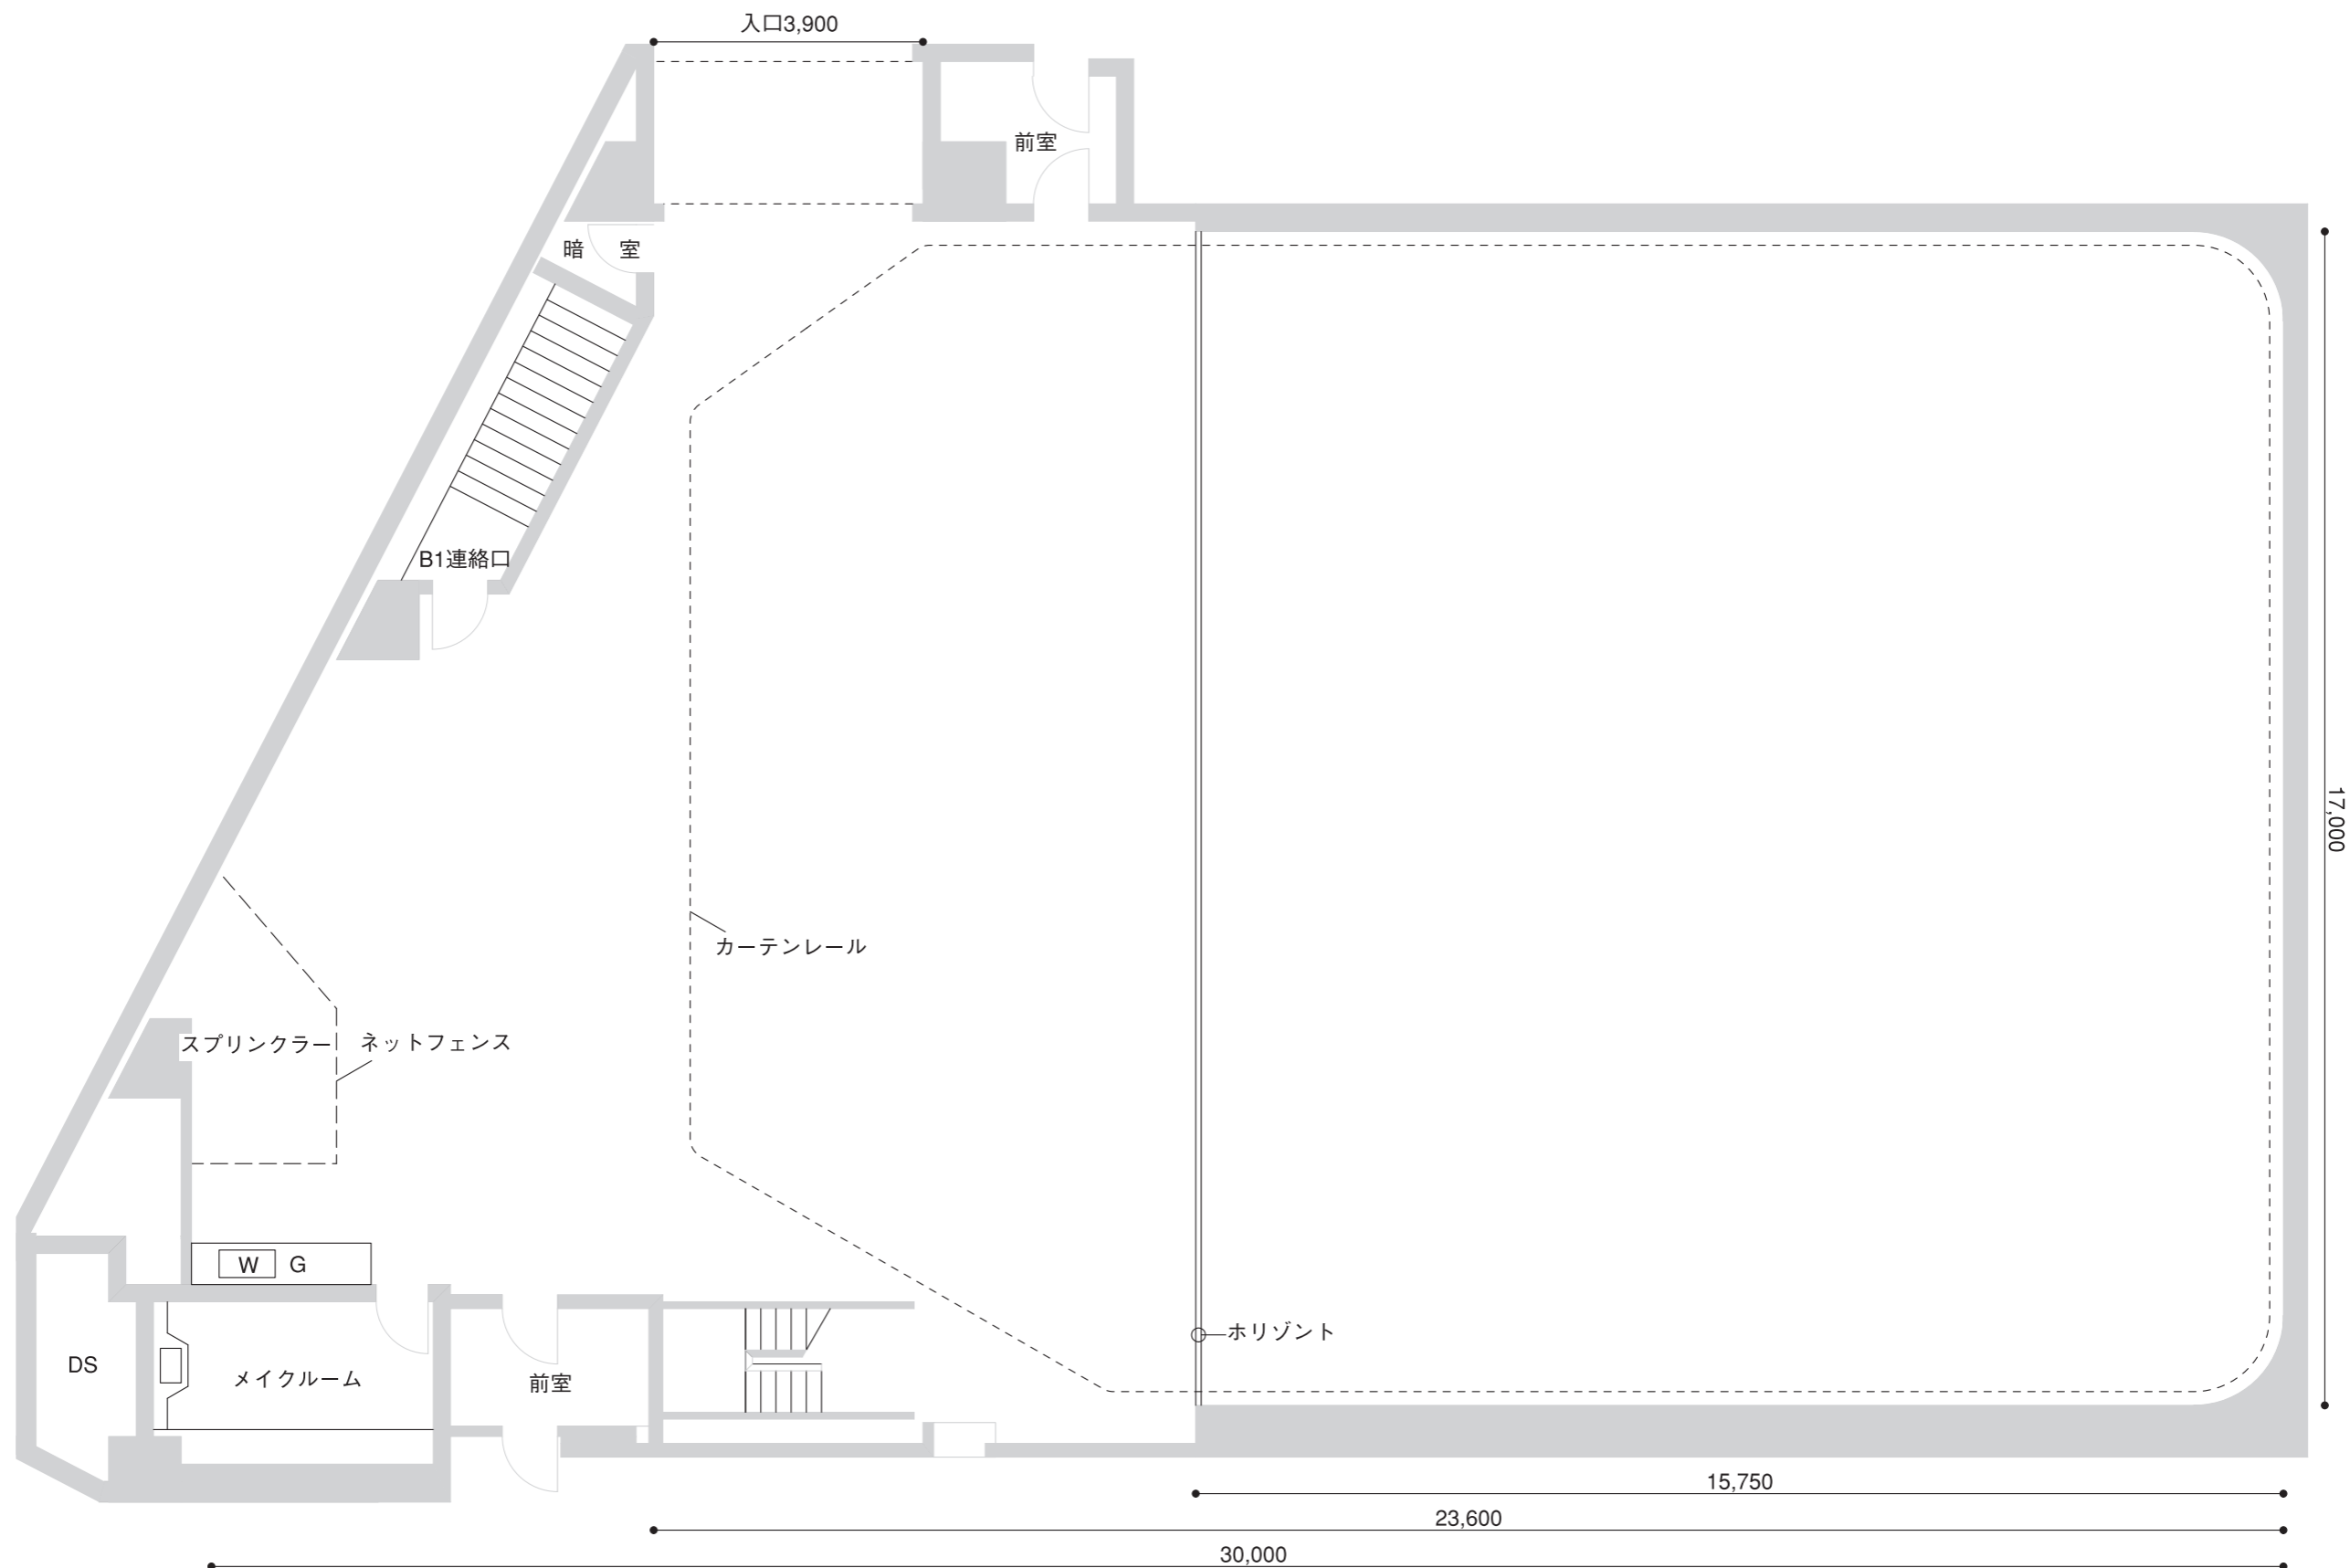 入口3,900
前室
暗 室
B1連絡口
17,000
カーテンレール
スプリンクラー
ネットフェンス
W G
ホリゾント
DS
メイクルーム
前室
15,750
23,600
30,000